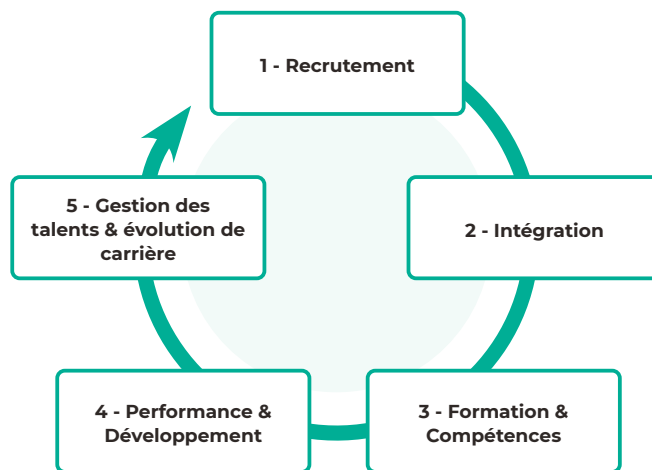 1 - Recrutement
2 - Intégration
3 - Formation &
Compétences
4 - Performance &
Développement
5 - Gestion des
talents & évolution de
carrière